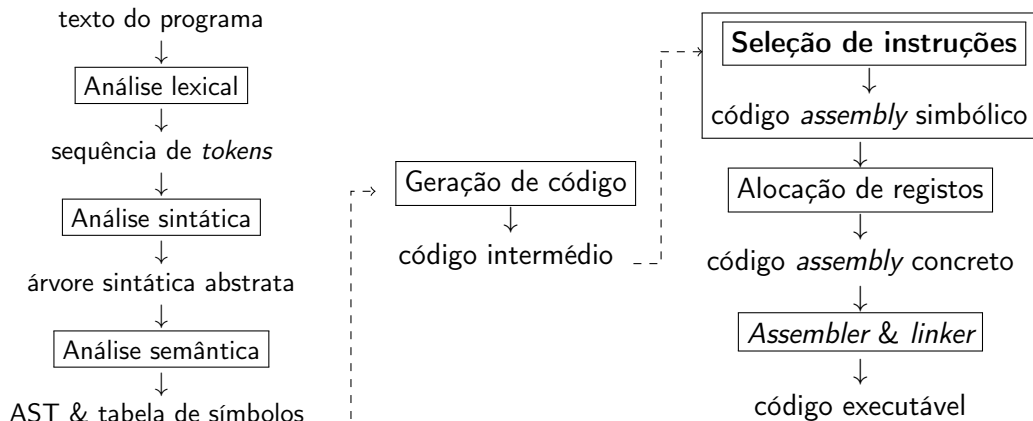 texto do programa
Análise lexical
sequência de tokens
Análise sintática
árvore sintática abstrata
Análise semântica
AST & tabela de símbolos
Geração de código
código intermédio
Seleção de instruções
código assembly simbólico
Alocação de registos
código assembly concreto
Assembler & linker
código executável